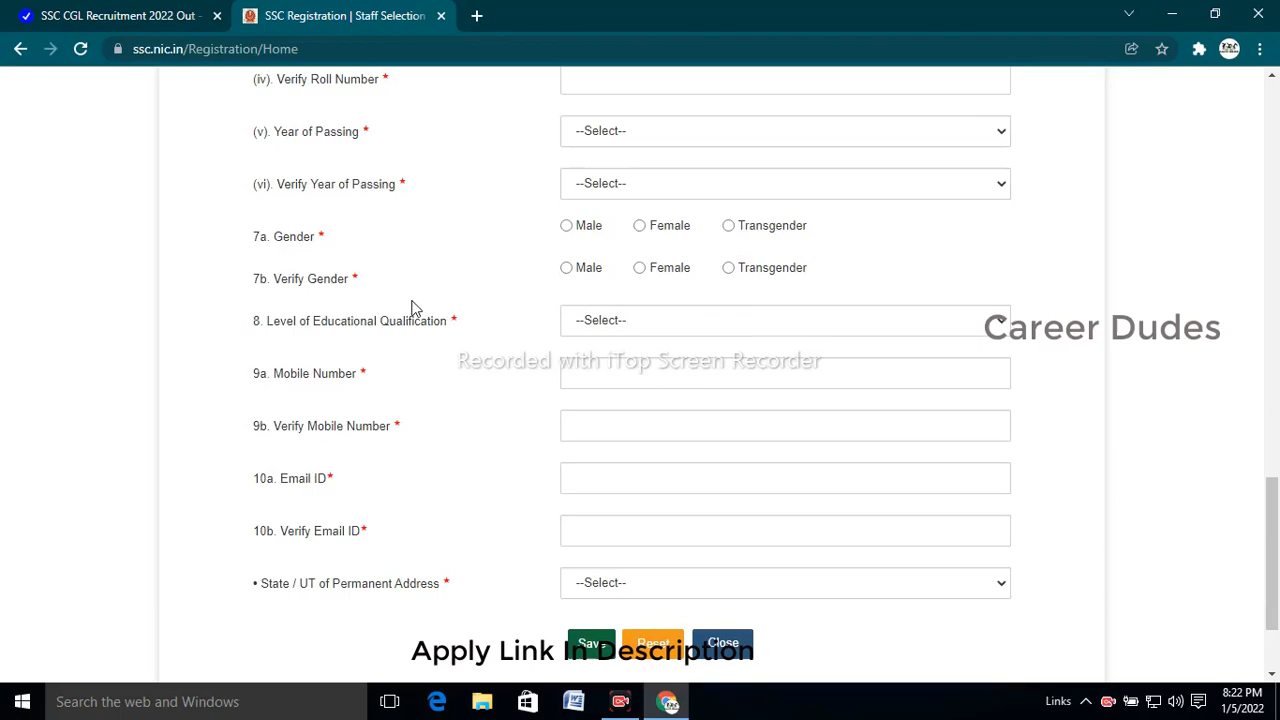 SSC CGL Recruitment 2022 Out -
SSC Registration | Staff Selection
ssc.nic.in/Registration/Home
(iv). Verify Roll Number *
(v). Year of Passing * --Select--
(vi). Verify Year of Passing * --Select--
7a. Gender * Male Female Transgender
7b. Verify Gender * Male Female Transgender
8. Level of Educational Qualification * --Select--
Career Dudes
Recorded with iTop Screen Recorder
9a. Mobile Number *
9b. Verify Mobile Number *
10a. Email ID*
10b. Verify Email ID*
• State / UT of Permanent Address * --Select--
Save Reset Close
Apply Link In Description
Search the web and Windows
Links
8:22 PM
1/5/2022